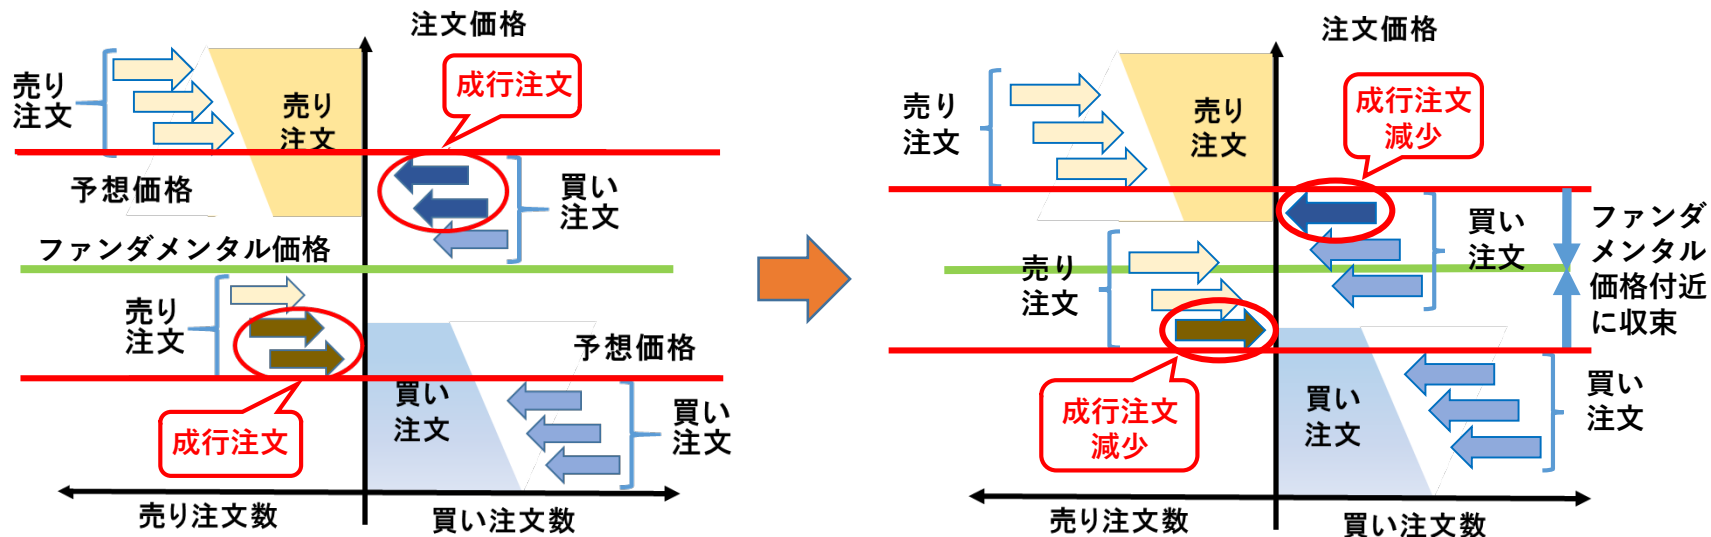 注文価格
成行注文
売り
注文
売り
注文
予想価格
買い
注文
ファンダメンタル価格
売り
注文
予想価格
買い
注文
買い
注文
成行注文
売り注文数
買い注文数
注文価格
成行注文
減少
売り
注文
売り
注文
買い
注文
ファンダ
メンタル
価格付近
に収束
売り
注文
買い
注文
買い
注文
成行注文
減少
売り注文数
買い注文数